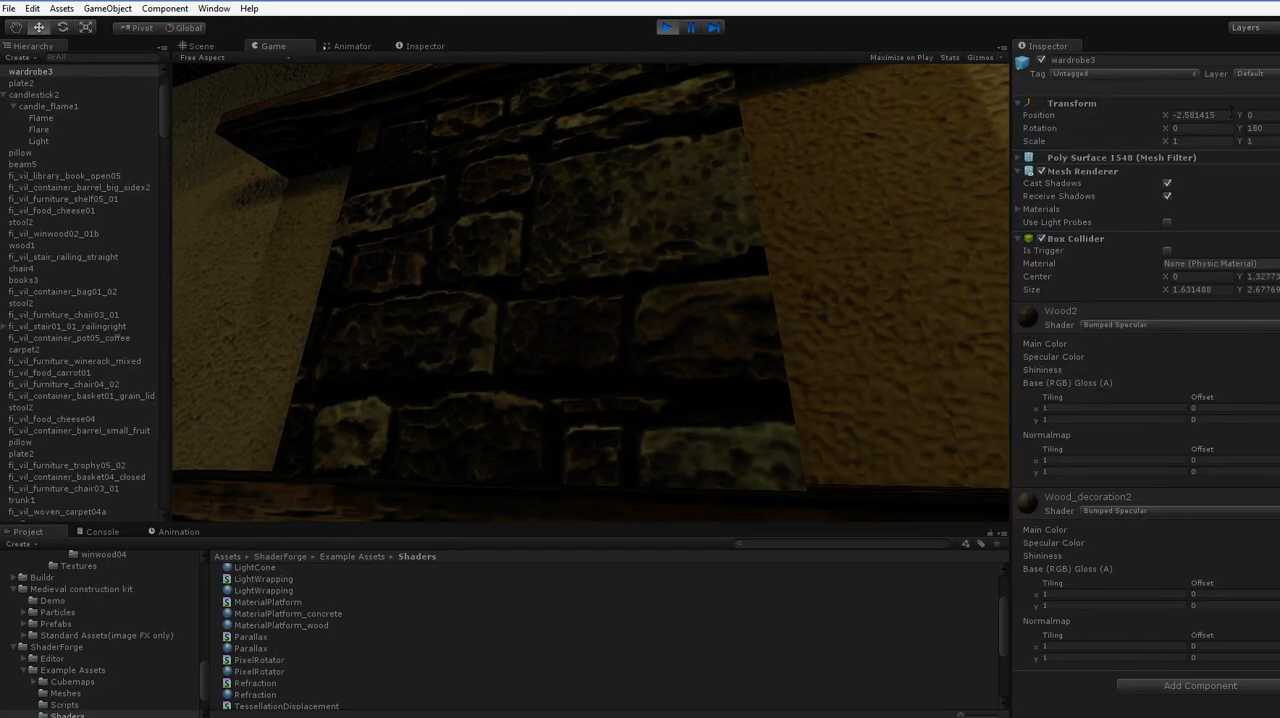 File Edit Assets GameObject Component Window Help
Pivot Global Layers
Hierarchy Scene Game Animator Inspector Inspector
Create All Free Aspect Maximize on Play Stats Gizmos
wardrobe3
plate2
candlestick2
candle_flame1
Flame
Flare
Light
pillow
beam5
fi_vil_library_book_open05
fi_vil_container_barrel_big_sidex2
fi_vil_furniture_shelf05_01
fi_vil_food_cheese01
stool2
fi_vil_winwood02_01b
wood1
fi_vil_stair_railing_straight
chair4
books3
fi_vil_container_bag01_02
stool2
fi_vil_furniture_chair03_01
fi_vil_stair01_01_railingright
fi_vil_container_pot05_coffee
carpet2
fi_vil_furniture_winerack_mixed
fi_vil_food_carrot01
fi_vil_furniture_chair04_02
fi_vil_container_basket01_grain_lid
stool2
fi_vil_food_cheese04
fi_vil_container_barrel_small_fruit
pillow
plate2
fi_vil_furniture_trophy05_02
fi_vil_container_basket04_closed
fi_vil_furniture_chair03_01
trunk1
fi_vil_woven_carpet04a
wardrobe3
Tag Untagged Layer Default
Transform
Position X -2.581415 Y 0
Rotation X 0 Y 180
Scale X 1 Y 1
Poly Surface 1548 (Mesh Filter)
Mesh Renderer
Cast Shadows
Receive Shadows
Materials
Use Light Probes
Box Collider
Is Trigger
Material None (Physic Material)
Center X 0 Y 1.32773
Size X 1.631488 Y 2.67769
Wood2
Shader Bumped Specular
Main Color
Specular Color
Shininess
Base (RGB) Gloss (A)
Tiling Offset
x 1 0
y 1 0
Normalmap
Tiling Offset
x 1 0
y 1 0
Wood_decoration2
Shader Bumped Specular
Main Color
Specular Color
Shininess
Base (RGB) Gloss (A)
Tiling Offset
x 1 0
y 1 0
Normalmap
Tiling Offset
x 1 0
y 1 0
Add Component
Project Console Animation
Create
winwood04
Textures
Buildr
Medieval construction kit
Demo
Particles
Prefabs
Standard Assets(image FX only)
ShaderForge
Editor
Example Assets
Cubemaps
Meshes
Scripts
Shaders
Assets ▸ ShaderForge ▸ Example Assets ▸ Shaders
LightCone
LightWrapping
LightWrapping
MaterialPlatform
MaterialPlatform_concrete
MaterialPlatform_wood
Parallax
Parallax
PixelRotator
PixelRotator
Refraction
Refraction
TessellationDisplacement